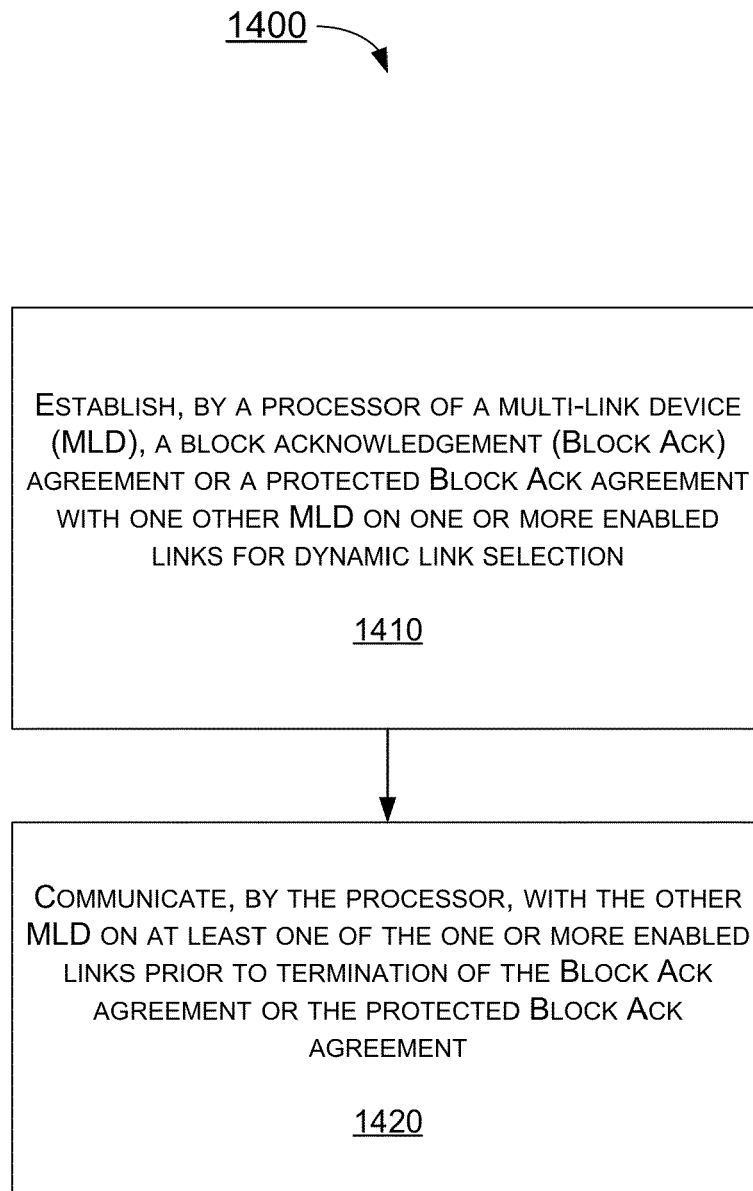 1400
ESTABLISH, BY A PROCESSOR OF A MULTI-LINK DEVICE
(MLD), A BLOCK ACKNOWLEDGEMENT (BLOCK ACK)
AGREEMENT OR A PROTECTED BLOCK ACK AGREEMENT
WITH ONE OTHER MLD ON ONE OR MORE ENABLED
LINKS FOR DYNAMIC LINK SELECTION
1410
COMMUNICATE, BY THE PROCESSOR, WITH THE OTHER
MLD ON AT LEAST ONE OF THE ONE OR MORE ENABLED
LINKS PRIOR TO TERMINATION OF THE BLOCK ACK
AGREEMENT OR THE PROTECTED BLOCK ACK
AGREEMENT
1420